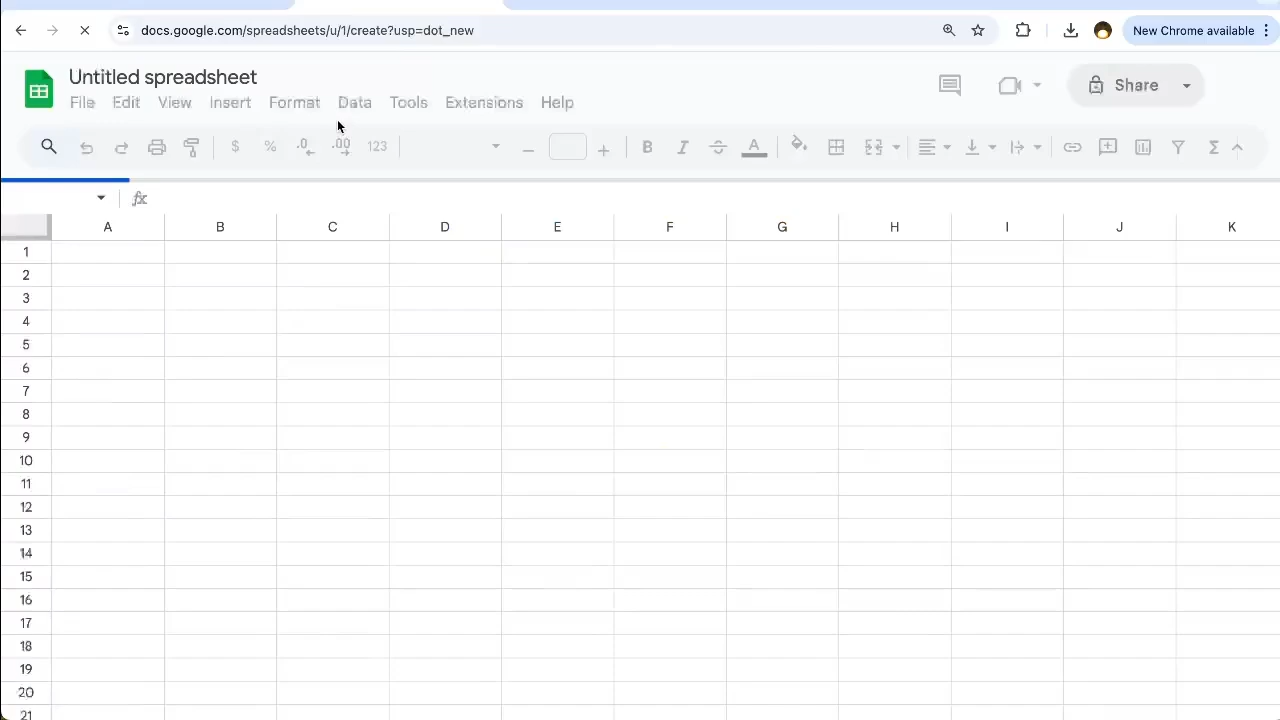 docs.google.com/spreadsheets/u/1/create?usp=dot_new
New Chrome available
Untitled spreadsheet
File Edit View Insert Format Data Tools Extensions Help
Share
$ % .0 .00 123 B I S A Σ
fx
A B C D E F G H I J K
1
2
3
4
5
6
7
8
9
10
11
12
13
14
15
16
17
18
19
20
21